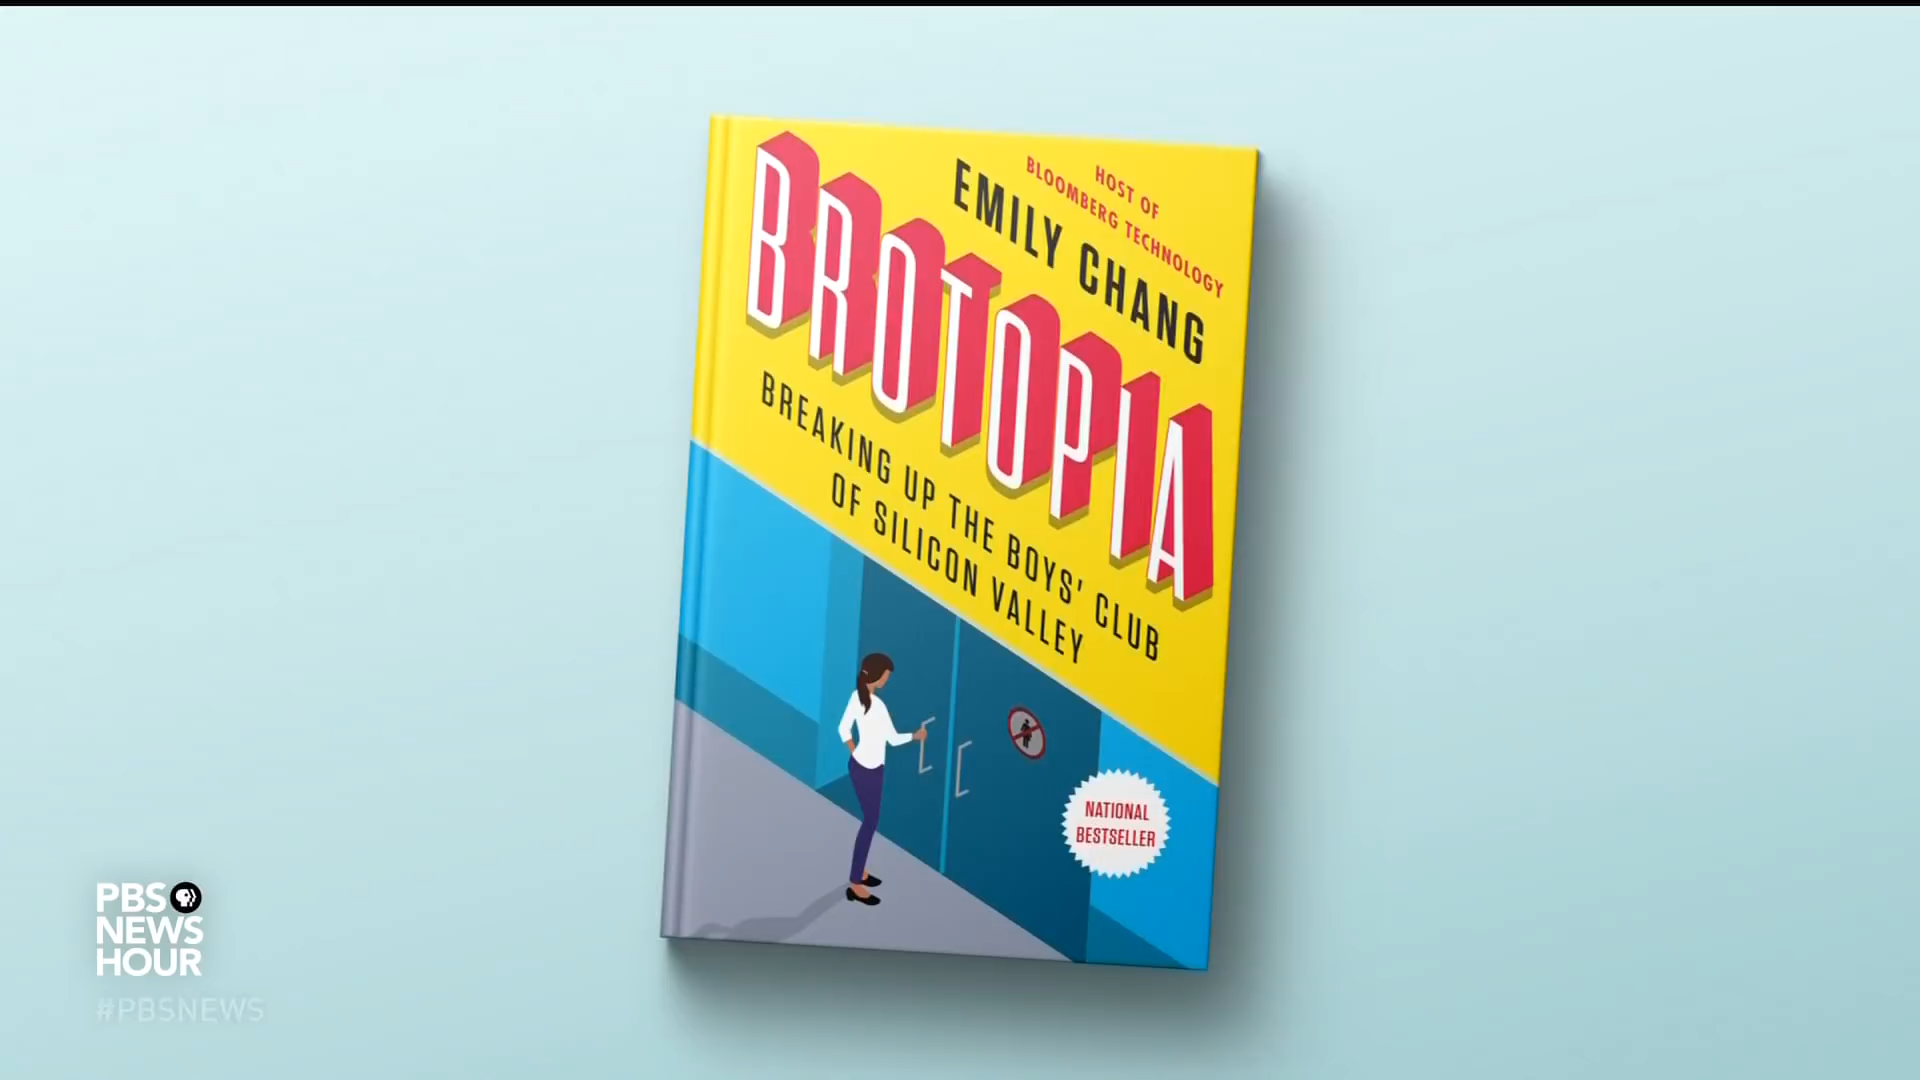 HOST OF
BLOOMBERG TECHNOLOGY
EMILY CHANG
BROTOPIA
BREAKING UP THE BOYS' CLUB
OF SILICON VALLEY
NATIONAL
BESTSELLER
PBS
NEWS
HOUR
#PBSNEWS